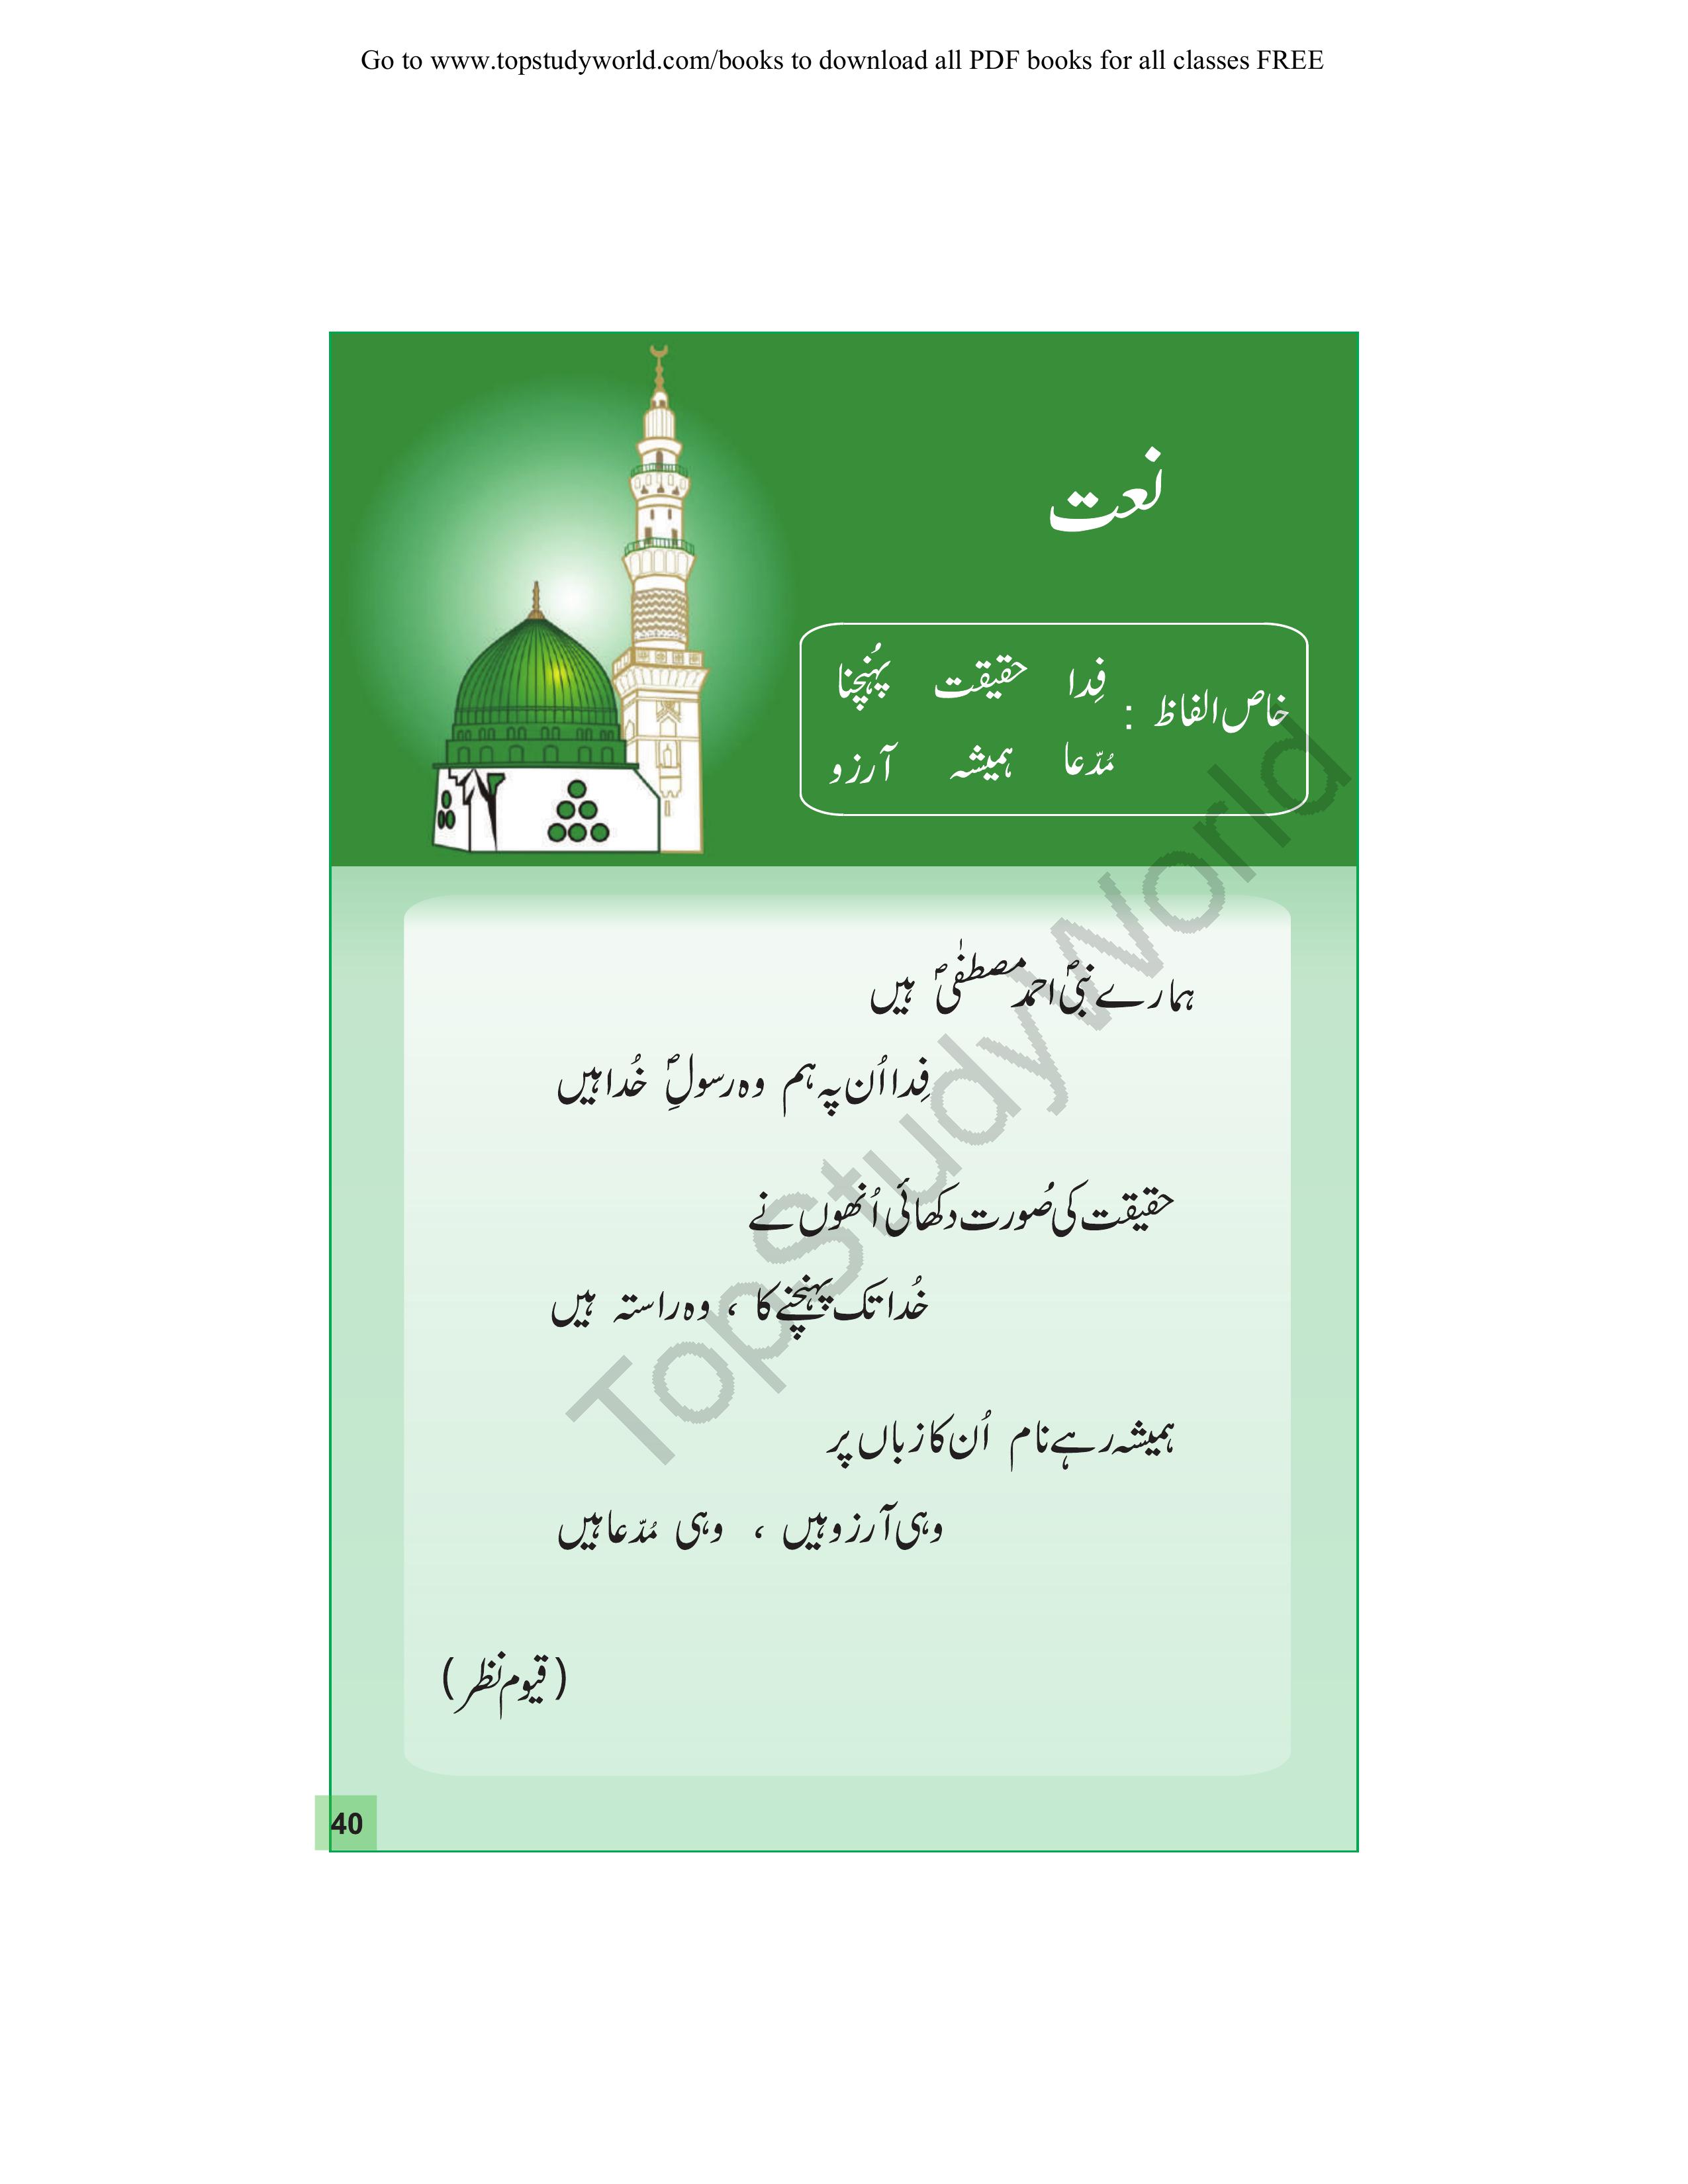 Go to www.topstudyworld.com/books to download all PDF books for all classes FREE
نعت
خاص الفاظ :
فِدا حقیقت پہُنچنا
مُدّعا ہمیشہ آرزو
ہمارے نبیؐ احمد مصطفٰیؐ ہیں
فِدا اُن پہ ہم وہ رسولِؐ خُدا ہیں
حقیقت کی صُورت دکھائی اُنھوں نے
خُدا تک پہنچنے کا ، وہ راستہ ہیں
ہمیشہ رہے نام اُن کا زباں پر
وہی آرزو ہیں ، وہی مُدّعا ہیں
(قیوم نظر)
40
TopStudyWorld